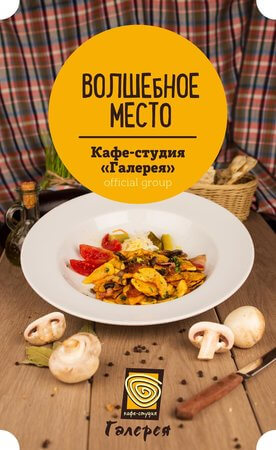 ВОЛШЕБНОЕ
МЕСТО
Кафе-студия
«Галерея»
official group
кафе-студия
Галерея